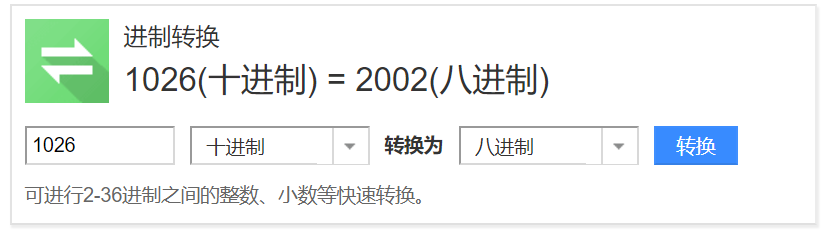 进制转换
1026(十进制) = 2002(八进制)
1026 十进制 转换为 八进制 转换
可进行2-36进制之间的整数、小数等快速转换。